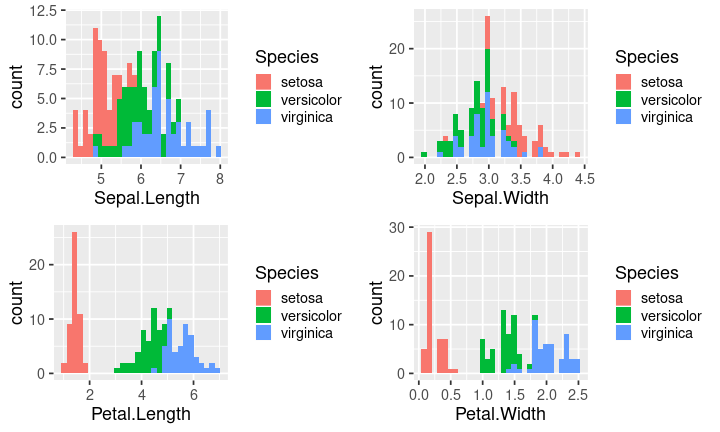 12.5
10.0
7.5
5.0
2.5
0.0
count
5 6 7 8
Sepal.Length
Species
setosa
versicolor
virginica
20
10
0
count
2.0 2.5 3.0 3.5 4.0 4.5
Sepal.Width
Species
setosa
versicolor
virginica
20
10
0
count
2 4 6
Petal.Length
Species
setosa
versicolor
virginica
30
20
10
0
count
0.0 0.5 1.0 1.5 2.0 2.5
Petal.Width
Species
setosa
versicolor
virginica